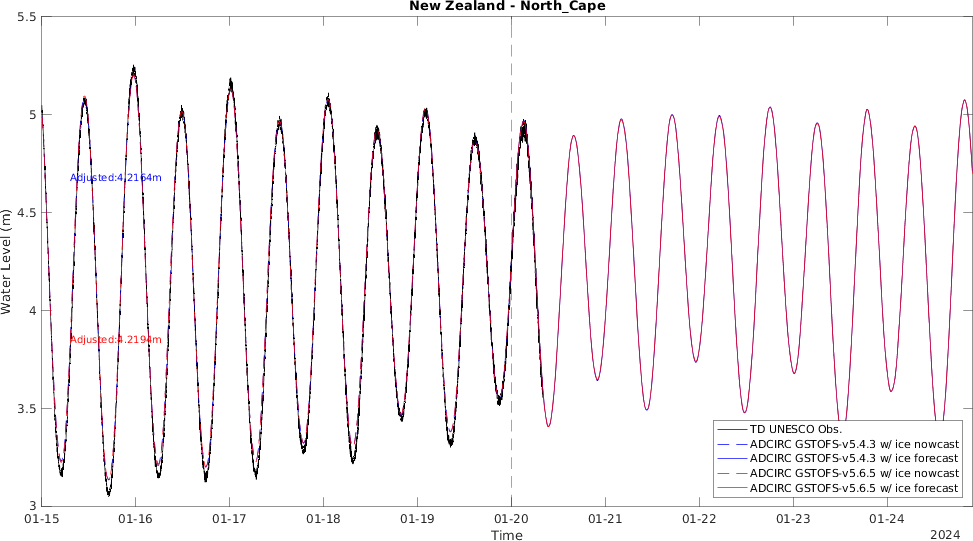 New Zealand - North_Cape
5.5
5
4.5
4
3.5
3
Water Level (m)
Adjusted:4.2164m
Adjusted:4.2194m
TD UNESCO Obs.
ADCIRC GSTOFS-v5.4.3 w/ ice nowcast
ADCIRC GSTOFS-v5.4.3 w/ ice forecast
ADCIRC GSTOFS-v5.6.5 w/ ice nowcast
ADCIRC GSTOFS-v5.6.5 w/ ice forecast
01-15 01-16 01-17 01-18 01-19 01-20 01-21 01-22 01-23 01-24
Time
2024